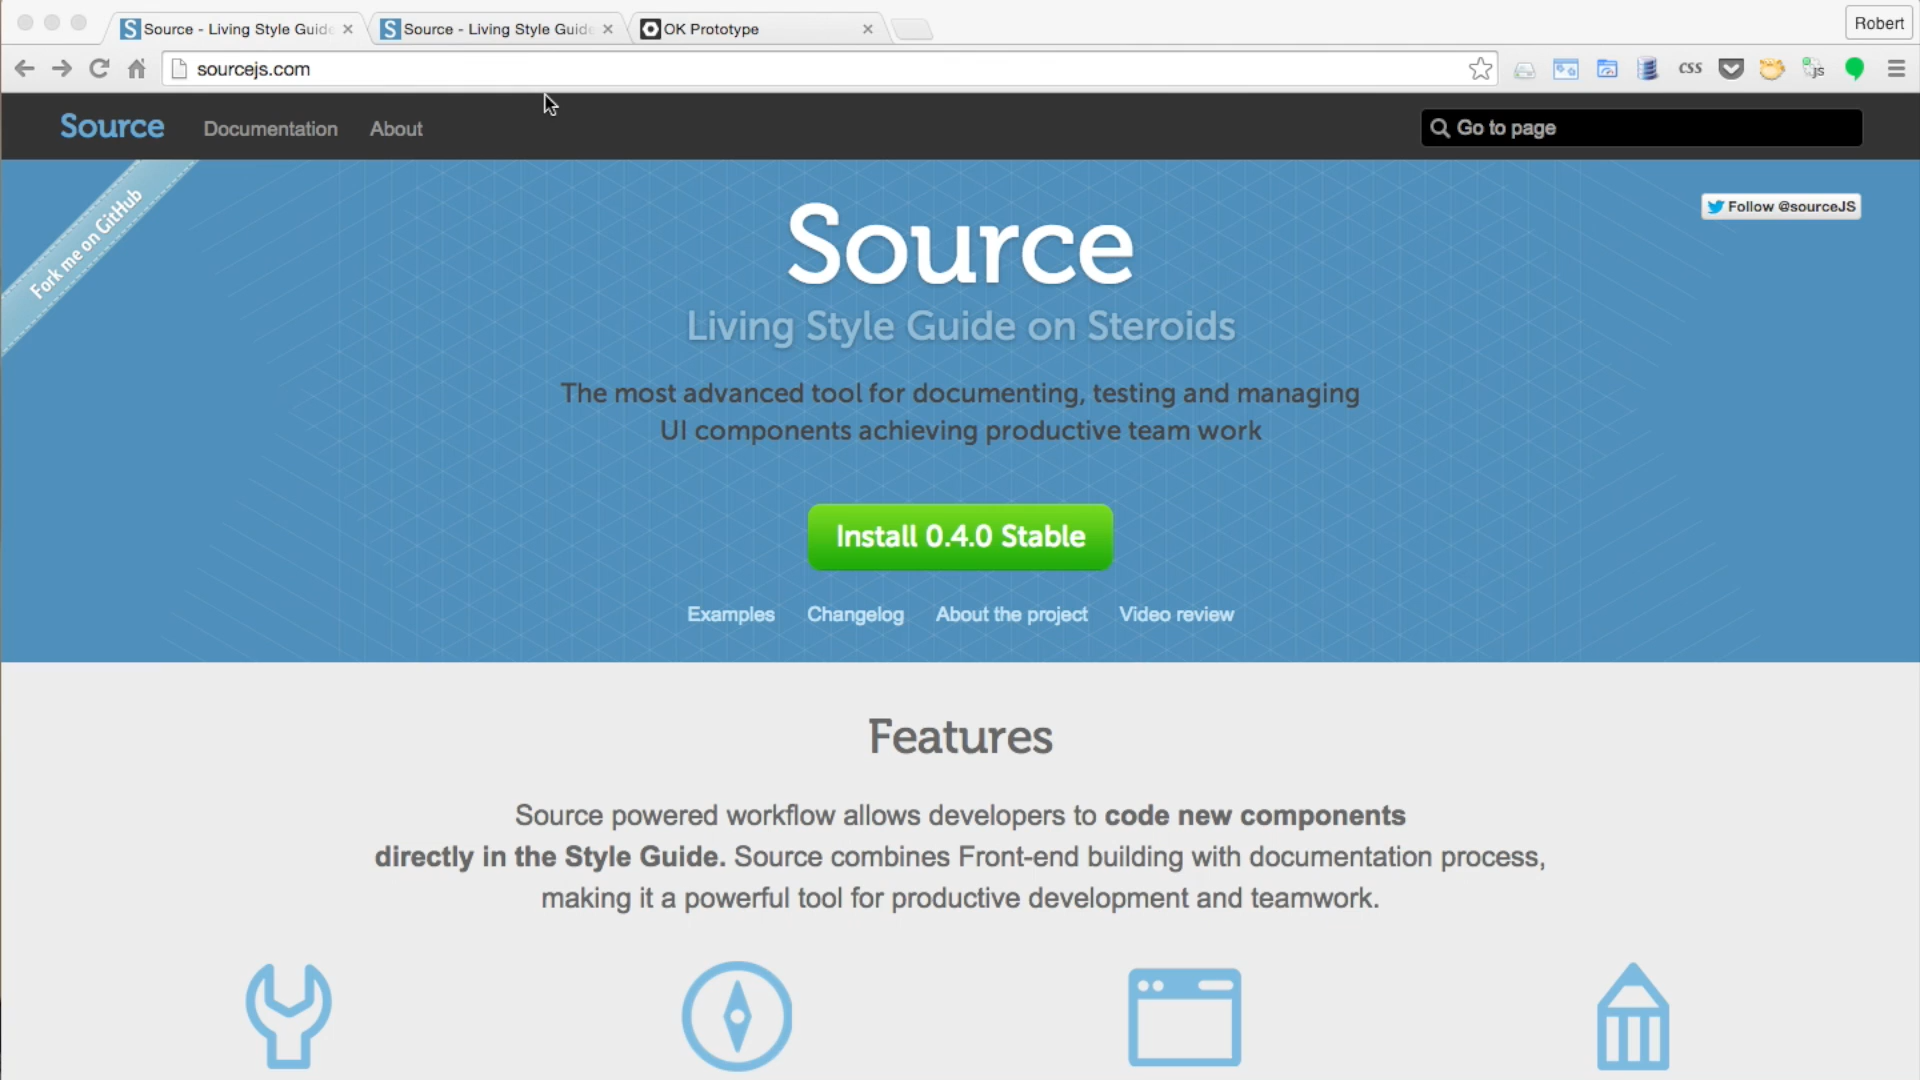 Source - Living Style Guide
Source - Living Style Guide
OK Prototype
Robert
sourcejs.com
css
js
Source
Documentation
About
Go to page
Fork me on GitHub
Follow @sourceJS
Source
Living Style Guide on Steroids
The most advanced tool for documenting, testing and managing
UI components achieving productive team work
Install 0.4.0 Stable
Examples
Changelog
About the project
Video review
Features
Source powered workflow allows developers to code new components
directly in the Style Guide. Source combines Front-end building with documentation process,
making it a powerful tool for productive development and teamwork.